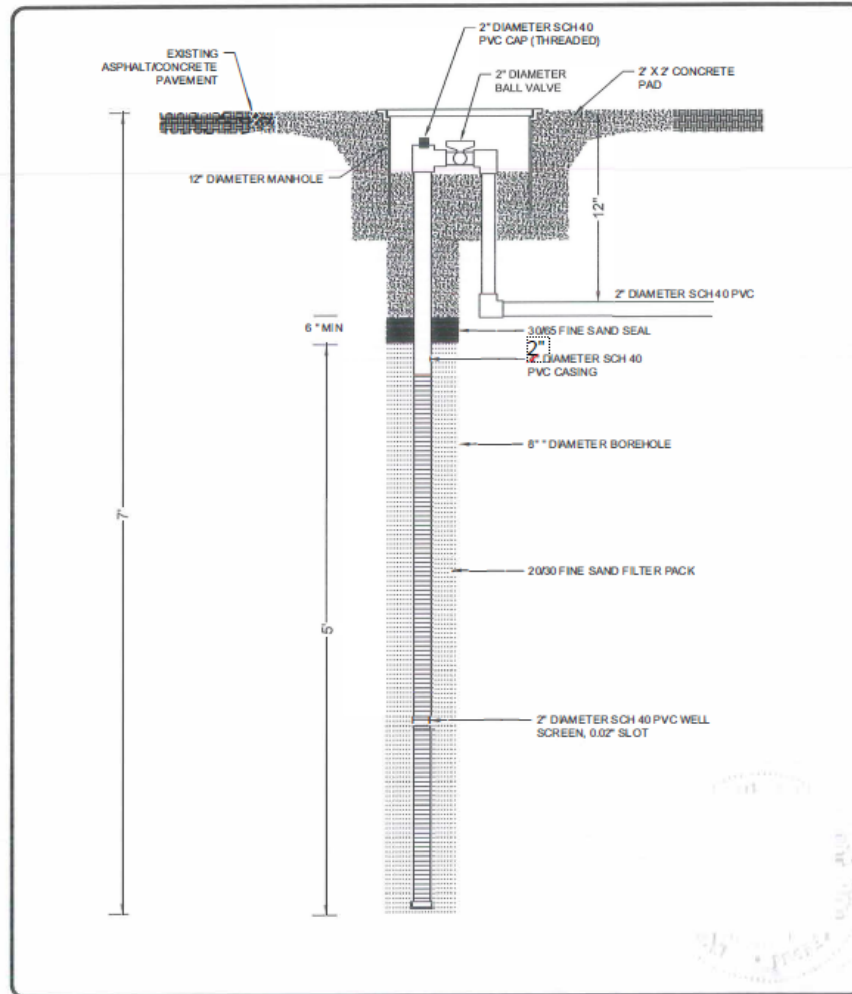 2" DIAMETER SCH 40
PVC CAP (THREADED)
EXISTING
ASPHALT/CONCRETE
PAVEMENT
2" DIAMETER
BALL VALVE
2' X 2' CONCRETE
PAD
12" DIAMETER MANHOLE
12"
2" DIAMETER SCH 40 PVC
6 " MIN
30/65 FINE SAND SEAL
2"
DIAMETER SCH 40
PVC CASING
8" " DIAMETER BOREHOLE
7'
20/30 FINE SAND FILTER PACK
5'
2" DIAMETER SCH 40 PVC WELL
SCREEN, 0.02" SLOT